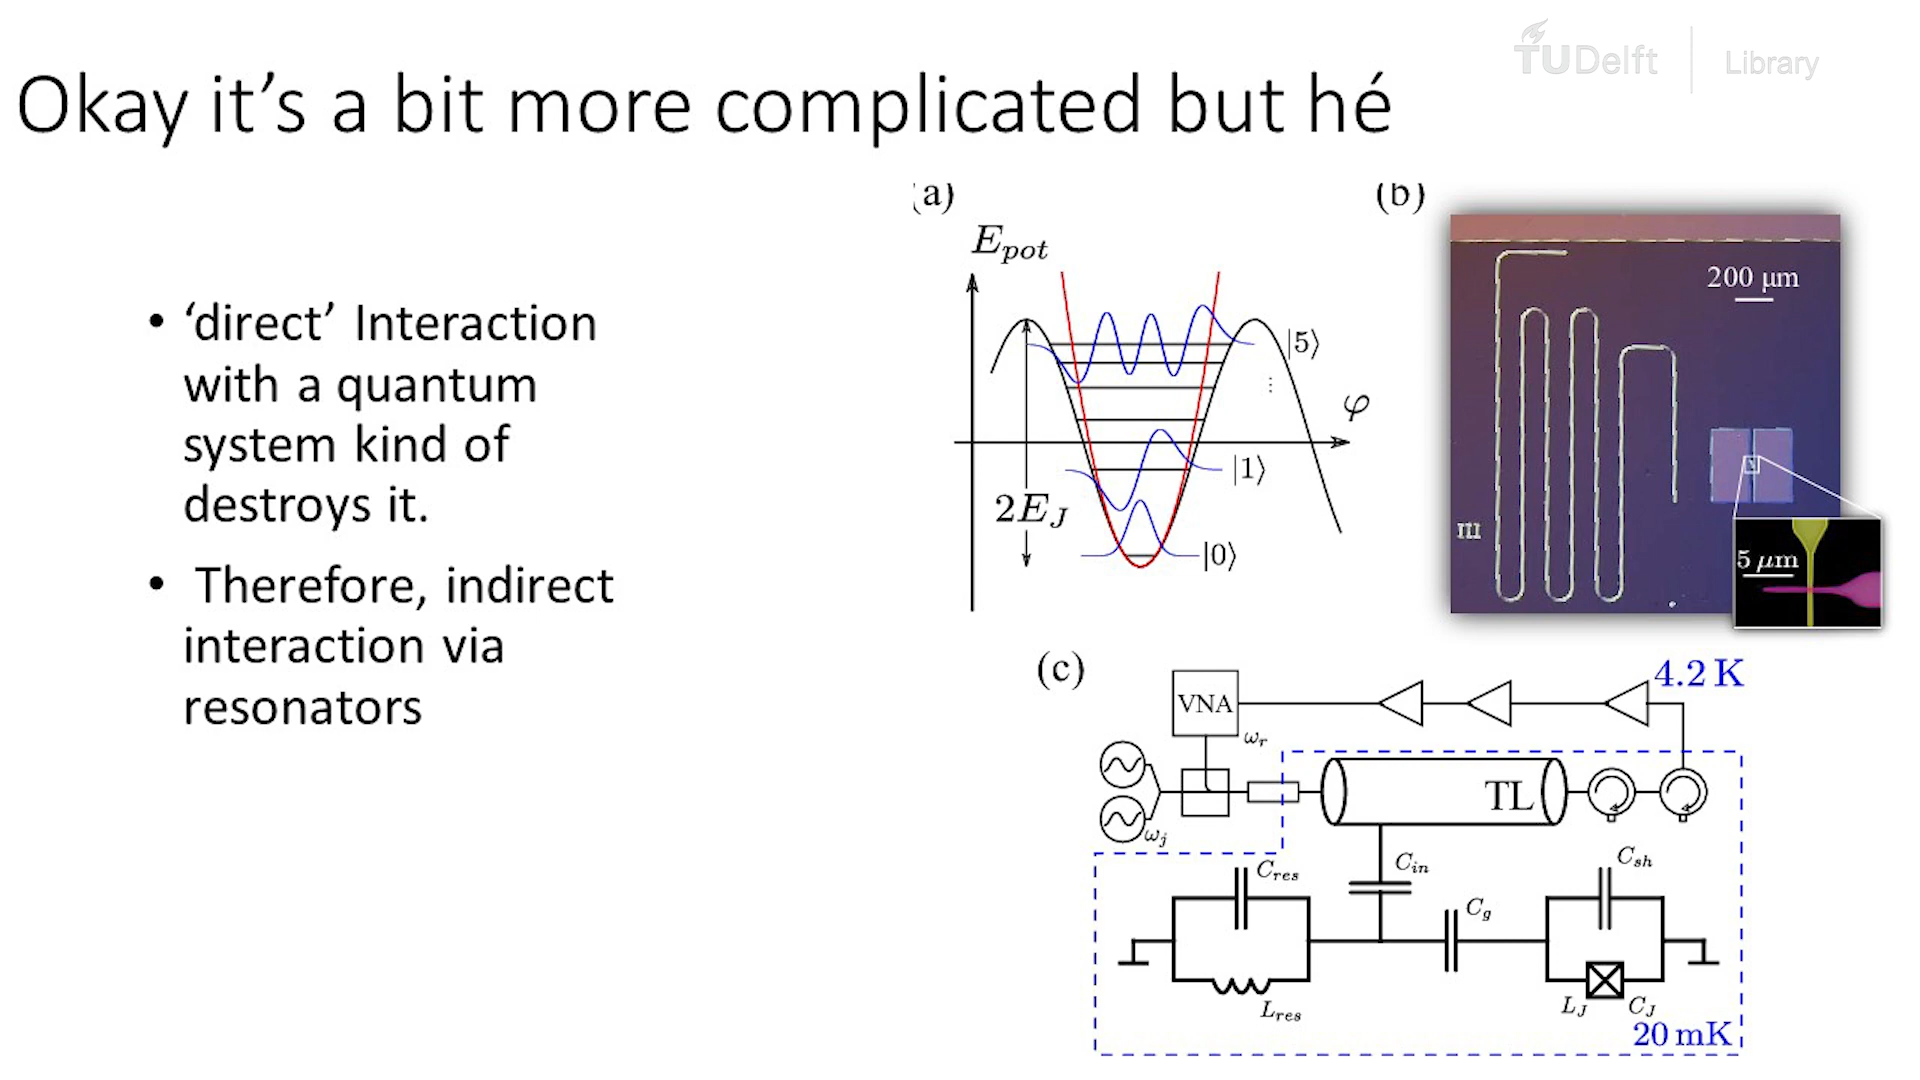 TUDelft Library
Okay it's a bit more complicated but hé
• ‘direct’ Interaction
with a quantum
system kind of
destroys it.
• Therefore, indirect
interaction via
resonators
(a)
E_pot
|5⟩
⋮
φ
|1⟩
2E_J
|0⟩
(b)
200 μm
5 μm
(c)
4.2 K
VNA
ω_r
TL
ω_j
C_res
C_in
C_sh
C_g
L_res
L_J
C_J
20 mK